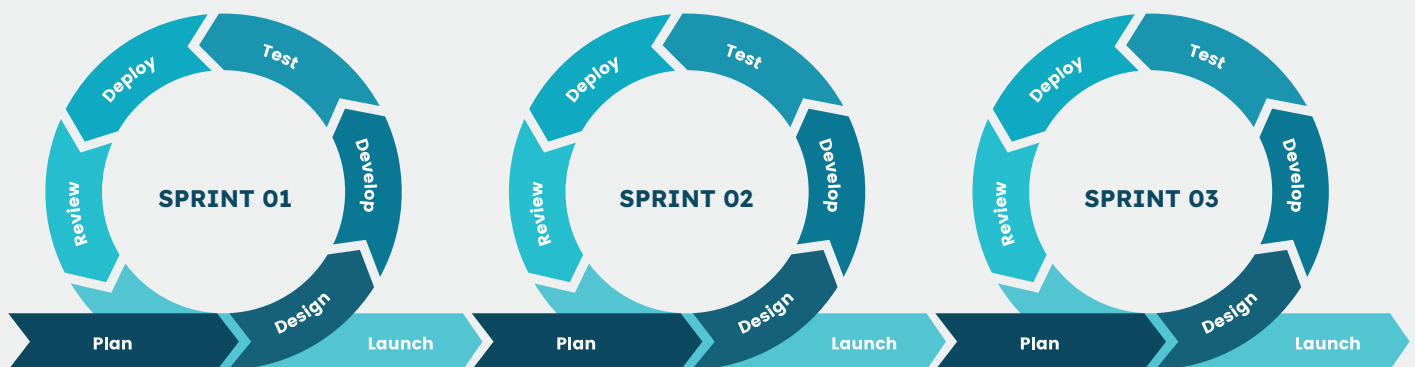 Plan
Design
Develop
Test
Deploy
Review
Launch
SPRINT 01
Plan
Design
Develop
Test
Deploy
Review
Launch
SPRINT 02
Plan
Design
Develop
Test
Deploy
Review
Launch
SPRINT 03